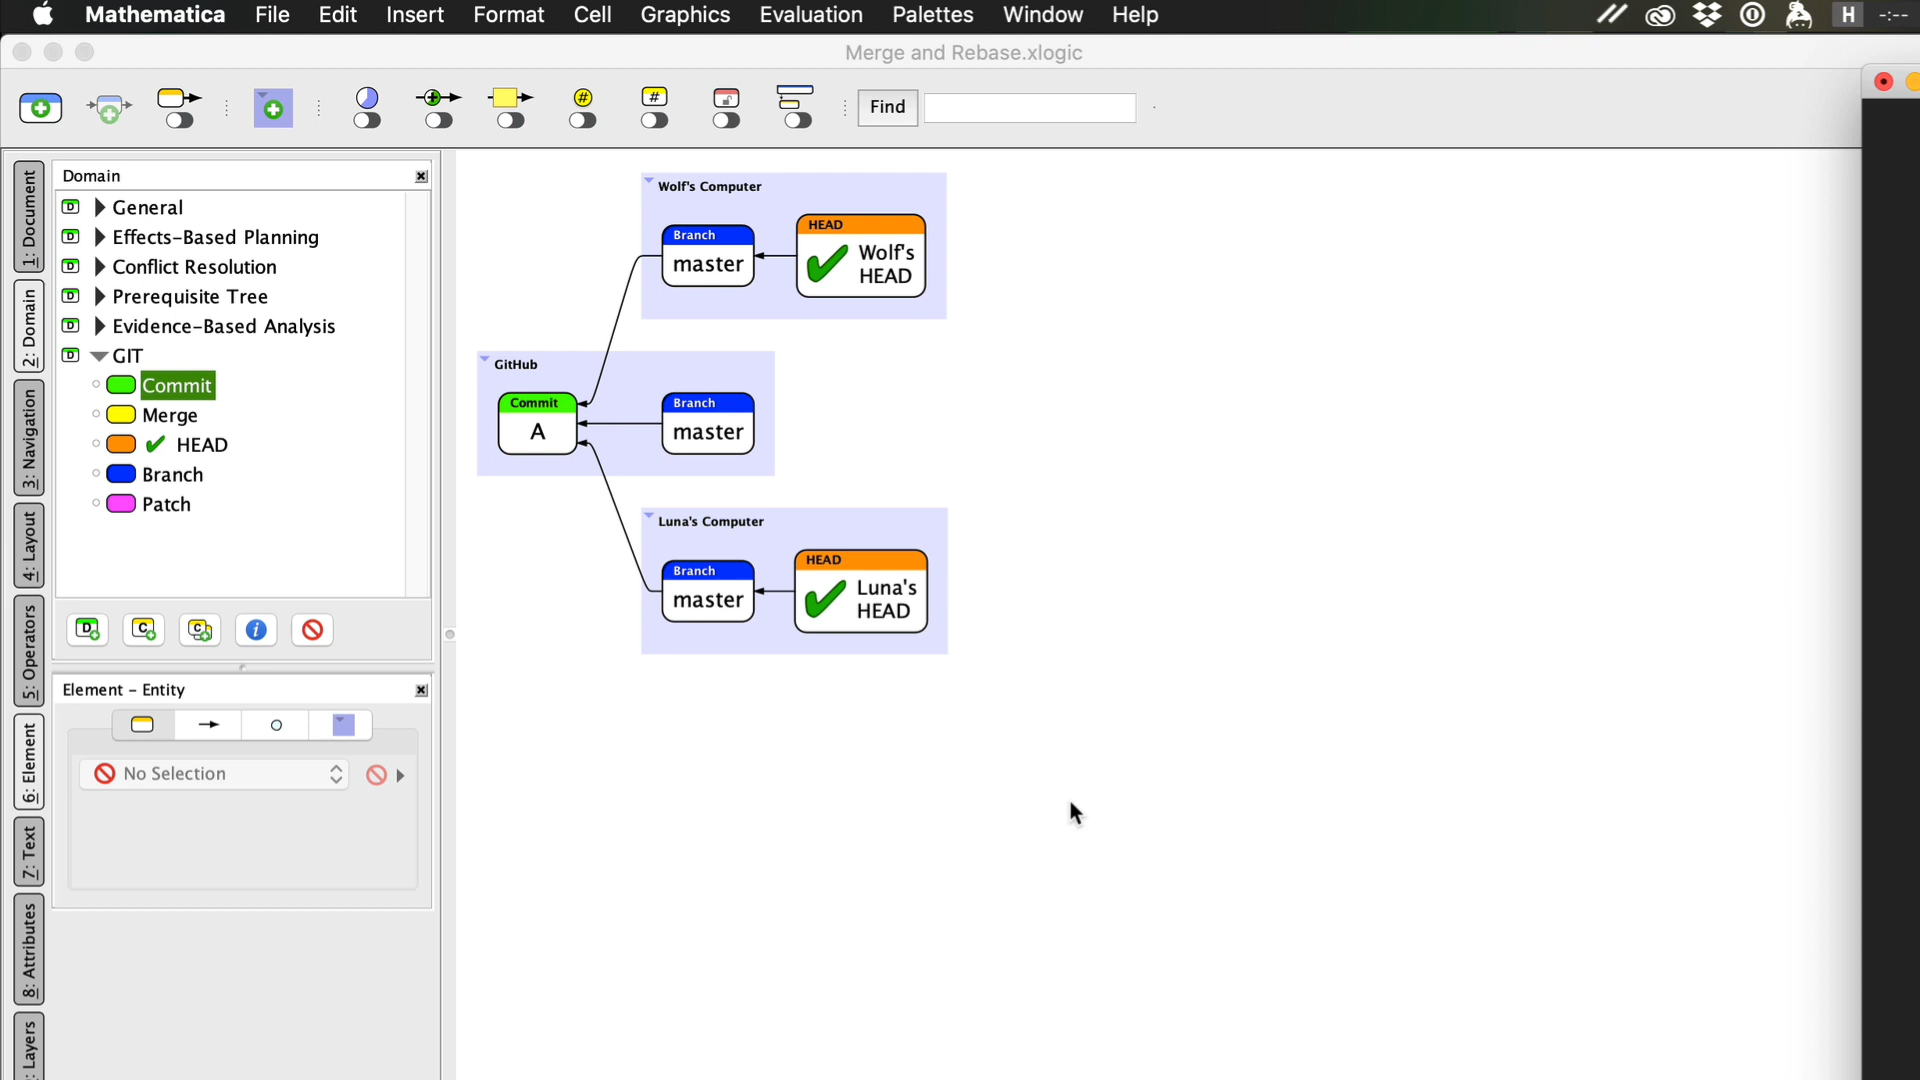 Mathematica File Edit Insert Format Cell Graphics Evaluation Palettes Window Help H -:--
Merge and Rebase.xlogic
# # Find
1: Document
2: Domain
3: Navigation
4: Layout
5: Operators
6: Element
7: Text
8: Attributes
: Layers
Domain
D General
D Effects-Based Planning
D Conflict Resolution
D Prerequisite Tree
D Evidence-Based Analysis
D GIT
Commit
Merge
HEAD
Branch
Patch
D C C i
Element - Entity
No Selection
Wolf's Computer
Branch
master
HEAD
Wolf's
HEAD
GitHub
Commit
A
Branch
master
Luna's Computer
Branch
master
HEAD
Luna's
HEAD